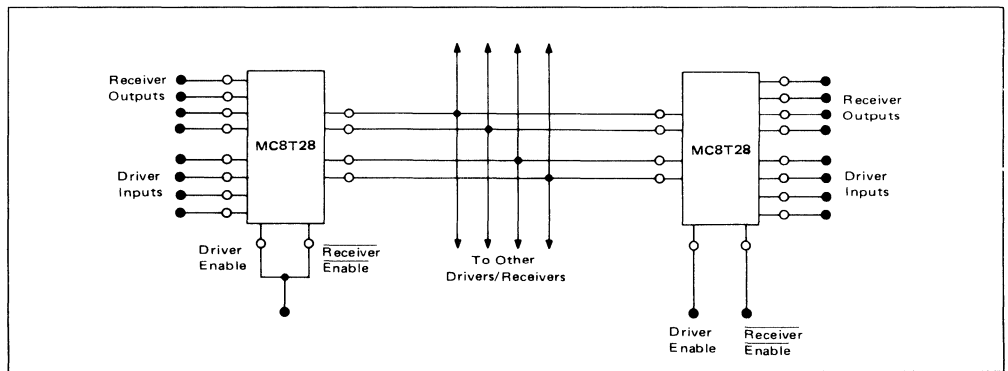 Receiver
Outputs
MC8T28
Driver
Inputs
Driver
Enable
Receiver
Enable
To Other
Drivers/Receivers
MC8T28
Receiver
Outputs
Driver
Inputs
Driver
Enable
Receiver
Enable